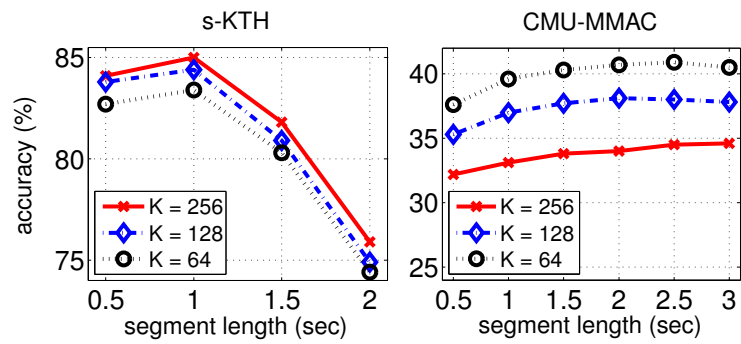 s-KTH
accuracy (%)
85
80
75
K = 256
K = 128
K = 64
0.5 1 1.5 2
segment length (sec)
CMU-MMAC
40
35
30
25
K = 256
K = 128
K = 64
0.5 1 1.5 2 2.5 3
segment length (sec)